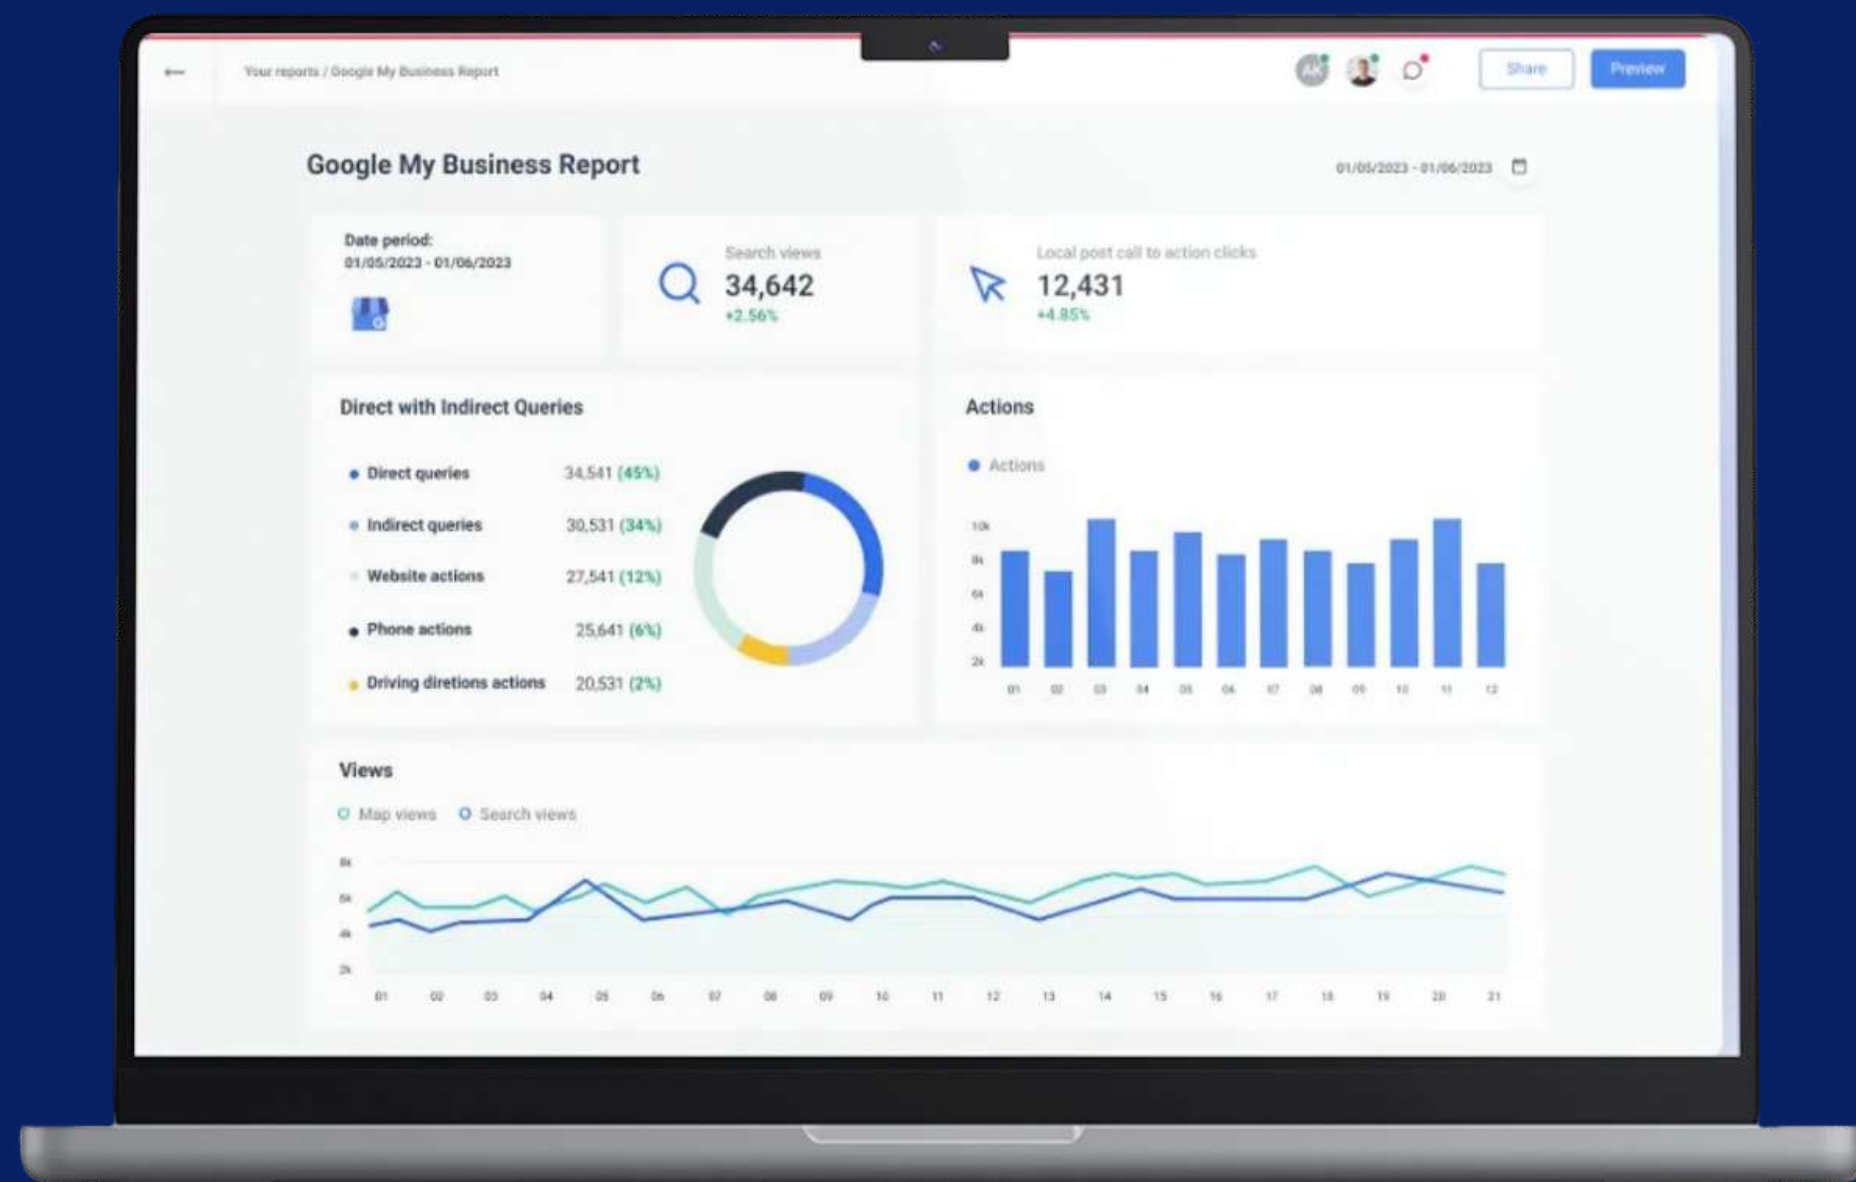 Your reports / Google My Business Report
AK
Share
Preview
Google My Business Report
01/05/2023 - 01/06/2023
Date period:
01/05/2023 - 01/06/2023
Search views
34,642
+2.56%
Local post call to action clicks
12,431
+4.85%
Direct with Indirect Queries
Direct queries 34,541 (45%)
Indirect queries 30,531 (34%)
Website actions 27,541 (12%)
Phone actions 25,641 (6%)
Driving diretions actions 20,531 (2%)
Actions
Actions
10k
8k
6k
4k
2k
01 02 03 04 05 06 07 08 09 10 11 12
Views
Map views Search views
8k
6k
4k
2k
01 02 03 04 05 06 07 08 09 10 11 12 13 14 15 16 17 18 19 20 21